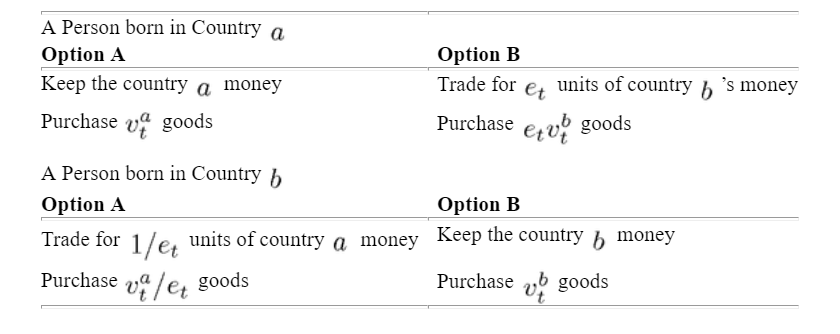 A Person born in Country a
Option A Option B
Keep the country a money Trade for e_t units of country b 's money
Purchase v_t^a goods Purchase e_t v_t^b goods
A Person born in Country b
Option A Option B
Trade for 1/e_t units of country a money Keep the country b money
Purchase v_t^a/e_t goods Purchase v_t^b goods